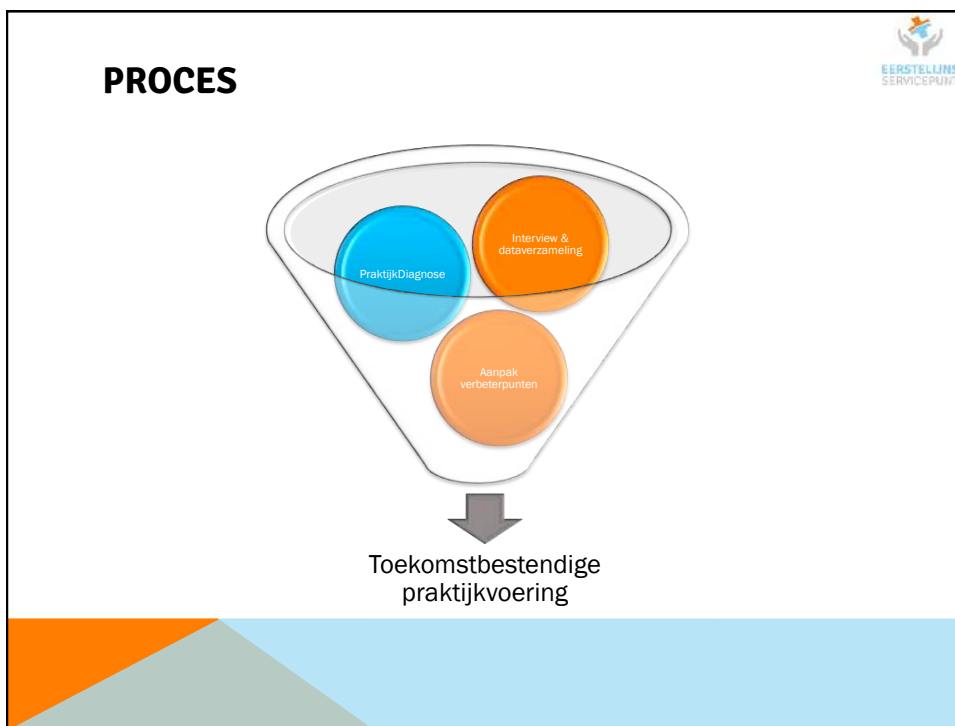 PROCES
EERSTELIJNS
SERVICEPUNT
Interview &
dataverzameling
PraktijkDiagnose
Aanpak
verbeterpunten
Toekomstbestendige
praktijkvoering